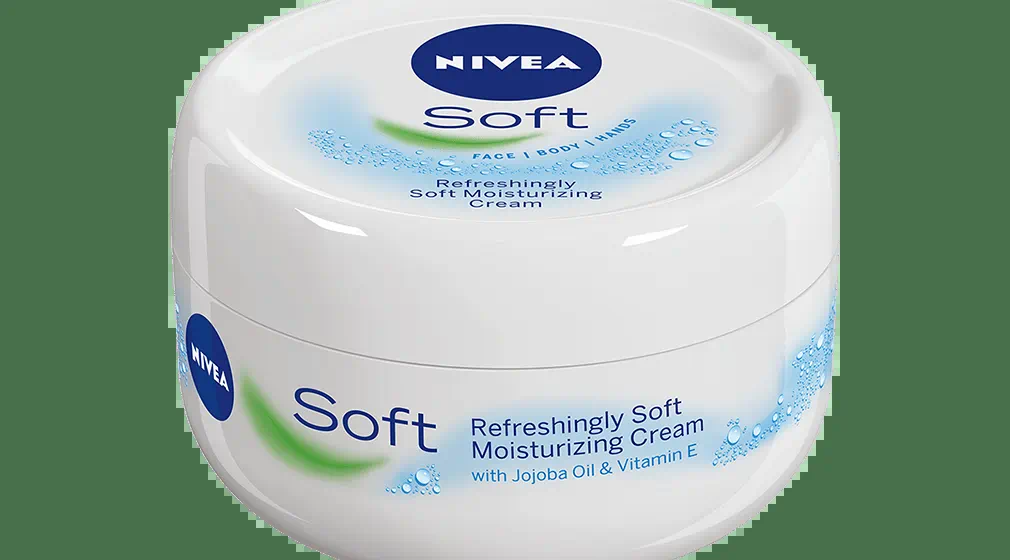 NIVEA
Soft
FACE | BODY | HANDS
Refreshingly
Soft Moisturizing
Cream
NIVEA
Soft
Refreshingly Soft
Moisturizing Cream
with Jojoba Oil & Vitamin E